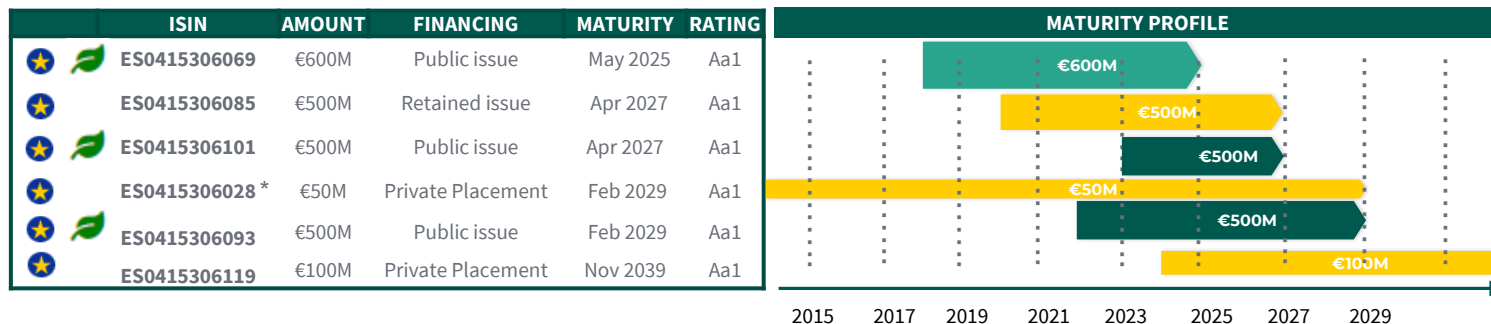 ISIN AMOUNT FINANCING MATURITY RATING
ES0415306069 €600M Public issue May 2025 Aa1
ES0415306085 €500M Retained issue Apr 2027 Aa1
ES0415306101 €500M Public issue Apr 2027 Aa1
ES0415306028 * €50M Private Placement Feb 2029 Aa1
ES0415306093 €500M Public issue Feb 2029 Aa1
ES0415306119 €100M Private Placement Nov 2039 Aa1
MATURITY PROFILE
€600M
€500M
€500M
€50M
€500M
€100M
2015 2017 2019 2021 2023 2025 2027 2029